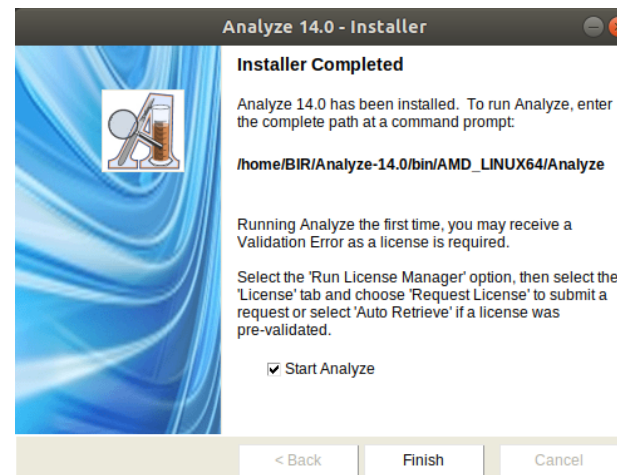 Analyze 14.0 - Installer
Installer Completed
Analyze 14.0 has been installed. To run Analyze, enter
the complete path at a command prompt:
/home/BIR/Analyze-14.0/bin/AMD_LINUX64/Analyze
Running Analyze the first time, you may receive a
Validation Error as a license is required.
Select the 'Run License Manager' option, then select the
'License' tab and choose 'Request License' to submit a
request or select 'Auto Retrieve' if a license was
pre-validated.
Start Analyze
< Back Finish Cancel